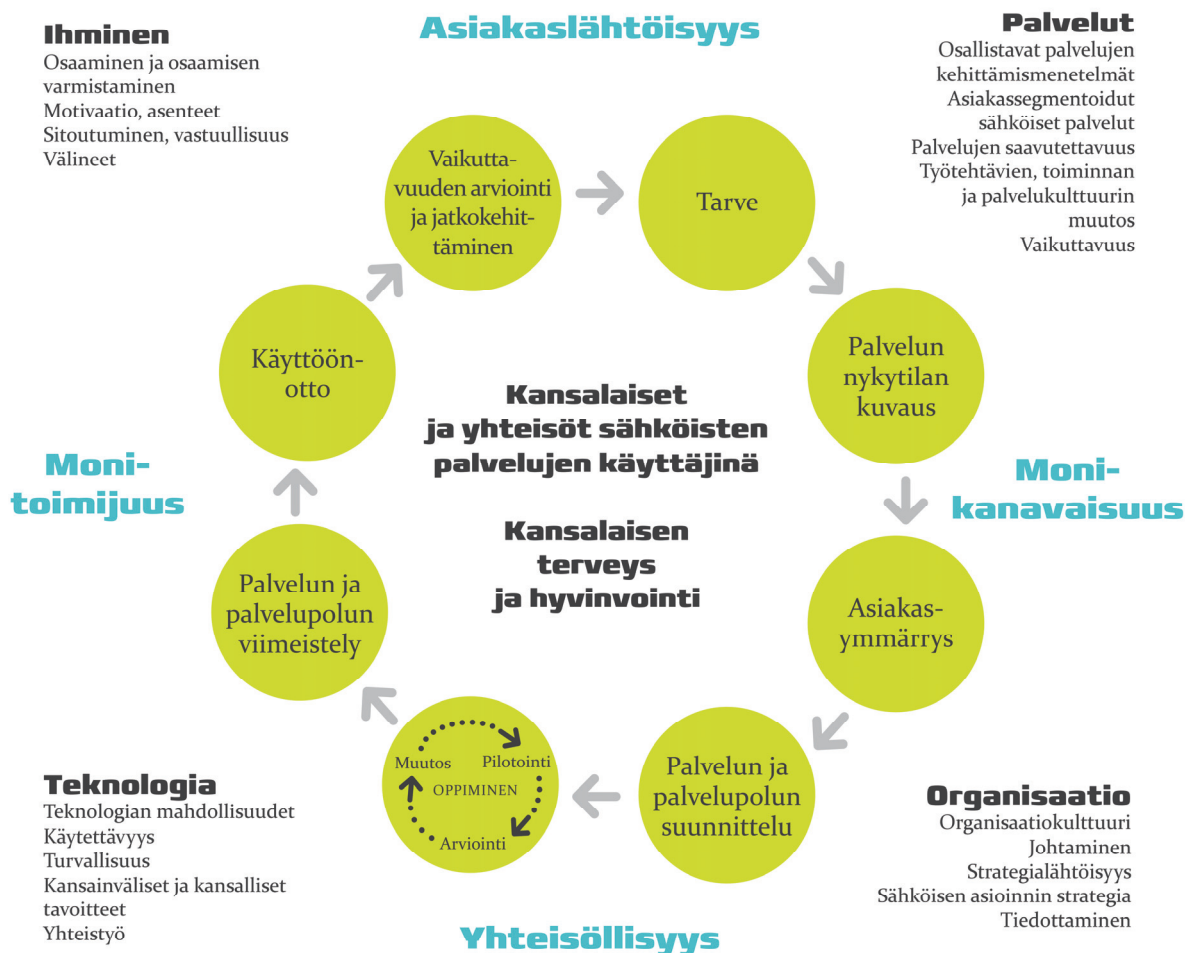 Asiakaslähtöisyys
Ihminen
Osaaminen ja osaamisen
varmistaminen
Motivaatio, asenteet
Sitoutuminen, vastuullisuus
Välineet
Palvelut
Osallistavat palvelujen
kehittämismenetelmät
Asiakassegmentoidut
sähköiset palvelut
Palvelujen saavutettavuus
Työtehtävien, toiminnan
ja palvelukulttuurin
muutos
Vaikuttavuus
Vaikutta-
vuuden arviointi
ja jatkokehit-
täminen
Tarve
Palvelun
nykytilan
kuvaus
Asiakas-
ymmärrys
Palvelun ja
palvelupolun
suunnittelu
Muutos
Pilotointi
OPPIMINEN
Arviointi
Palvelun ja
palvelupolun
viimeistely
Käyttöön-
otto
Kansalaiset
ja yhteisöt sähköisten
palvelujen käyttäjinä
Kansalaisen
terveys
ja hyvinvointi
Moni-
toimijuus
Moni-
kanavaisuus
Teknologia
Teknologian mahdollisuudet
Käytettävyys
Turvallisuus
Kansainväliset ja kansalliset
tavoitteet
Yhteistyö
Organisaatio
Organisaatiokulttuuri
Johtaminen
Strategialähtöisyys
Sähköisen asioinnin strategia
Tiedottaminen
Yhteisöllisyys